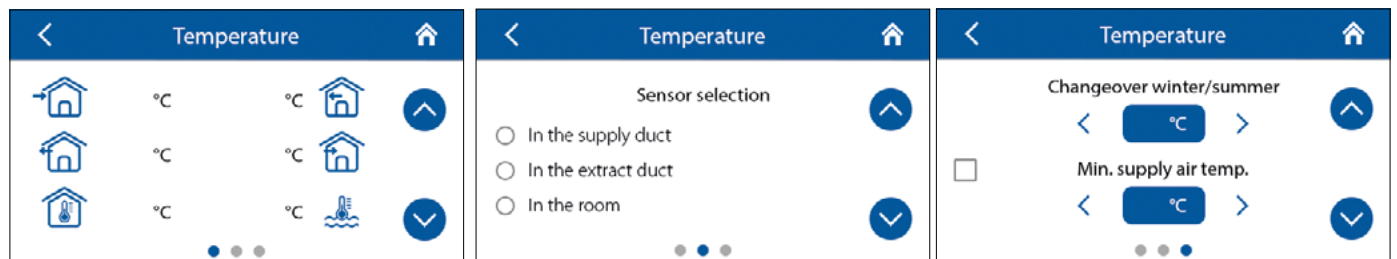 Temperature
°C °C
°C °C
°C °C
Temperature
Sensor selection
In the supply duct
In the extract duct
In the room
Temperature
Changeover winter/summer
°C
Min. supply air temp.
°C